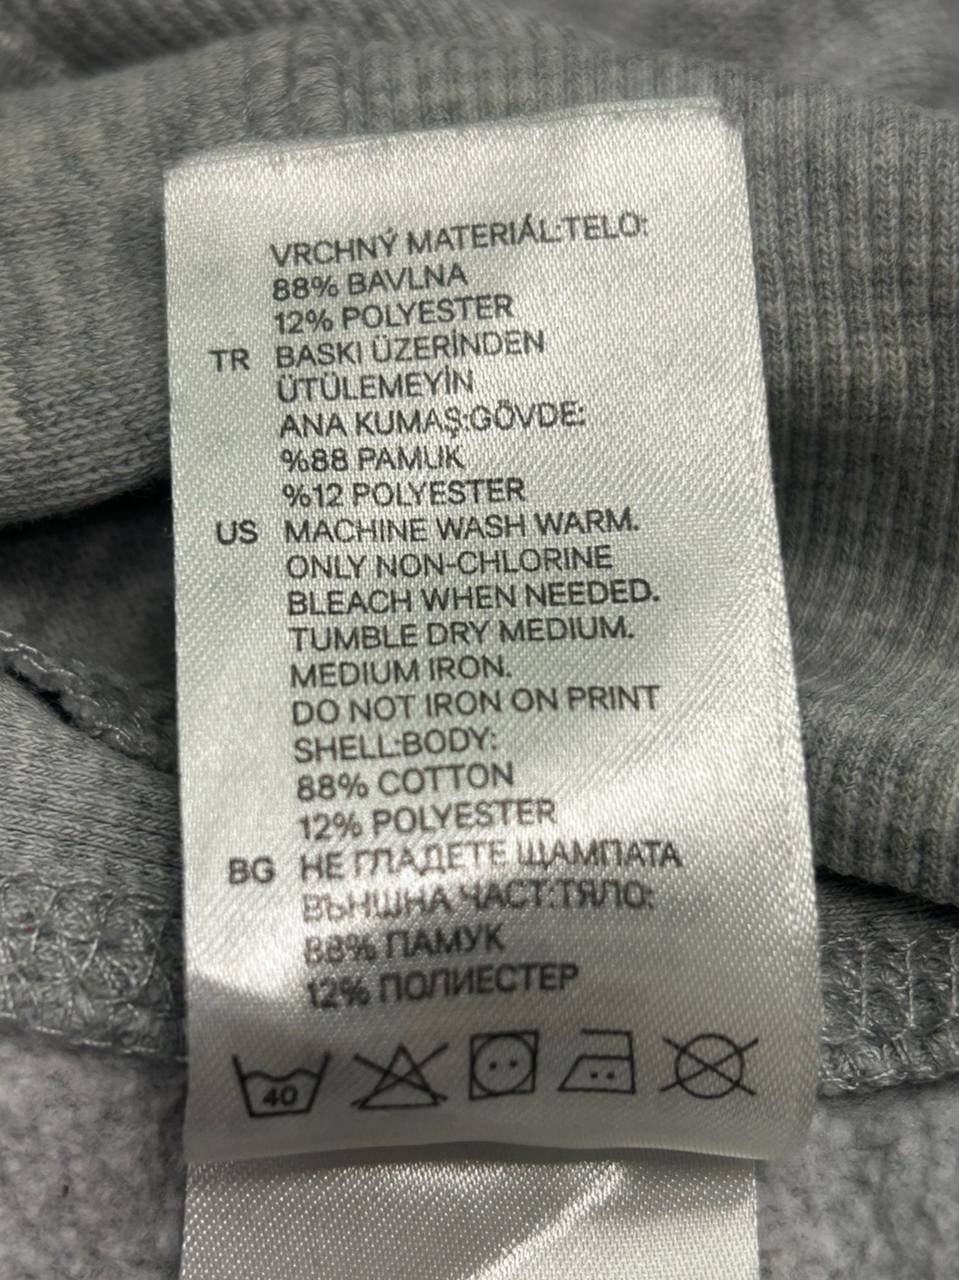 VRCHNÝ MATERIÁL:TELO:
88% BAVLNA
12% POLYESTER
TR BASKI ÜZERİNDEN
ÜTÜLEMEYİN
ANA KUMAŞ:GÖVDE:
%88 PAMUK
%12 POLYESTER
US MACHINE WASH WARM.
ONLY NON-CHLORINE
BLEACH WHEN NEEDED.
TUMBLE DRY MEDIUM.
MEDIUM IRON.
DO NOT IRON ON PRINT
SHELL:BODY:
88% COTTON
12% POLYESTER
BG НЕ ГЛАДЕТЕ ЩАМПАТА
ВЪНШНА ЧАСТ:ТЯЛО:
88% ПАМУК
12% ПОЛИЕСТЕР
40